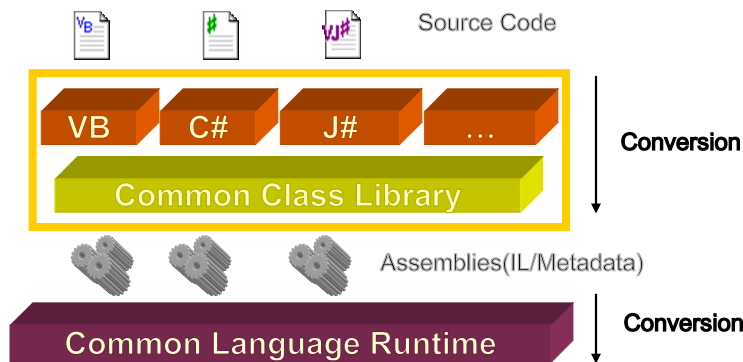 VB
#
VJ#
Source Code
VB
C#
J#
...
Conversion
Common Class Library
Assemblies(IL/Metadata)
Common Language Runtime
Conversion